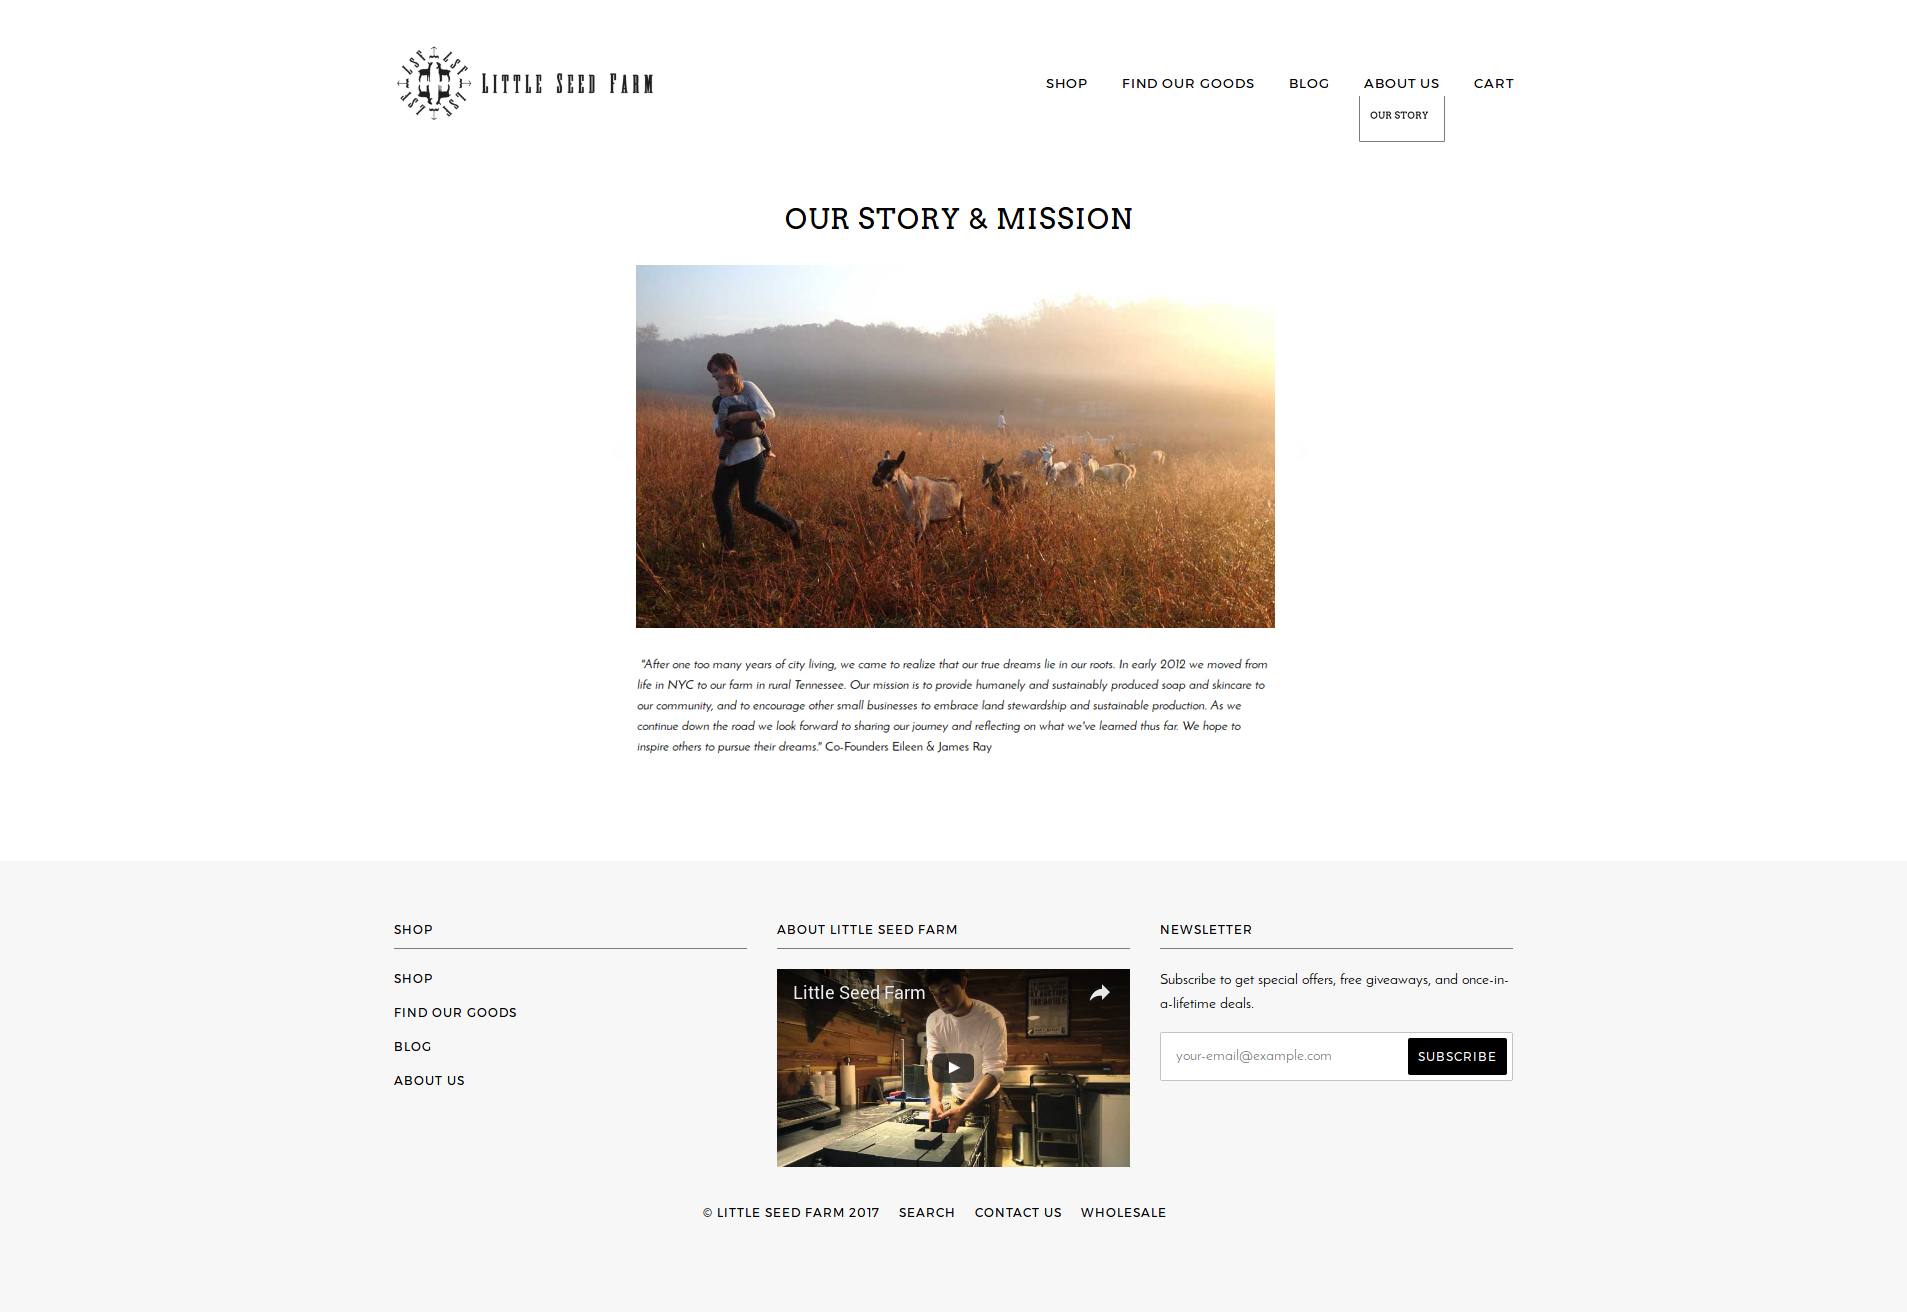 LITTLE SEED FARM
SHOP
FIND OUR GOODS
BLOG
ABOUT US
CART
OUR STORY
OUR STORY & MISSION
"After one too many years of city living, we came to realize that our true dreams lie in our roots. In early 2012 we moved from
life in NYC to our farm in rural Tennessee. Our mission is to provide humanely and sustainably produced soap and skincare to
our community, and to encourage other small businesses to embrace land stewardship and sustainable production. As we
continue down the road we look forward to sharing our journey and reflecting on what we've learned thus far. We hope to
inspire others to pursue their dreams." Co-Founders Eileen & James Ray
SHOP
SHOP
FIND OUR GOODS
BLOG
ABOUT US
ABOUT LITTLE SEED FARM
Little Seed Farm
NEWSLETTER
Subscribe to get special offers, free giveaways, and once-in-
a-lifetime deals.
your-email@example.com
SUBSCRIBE
© LITTLE SEED FARM 2017
SEARCH
CONTACT US
WHOLESALE